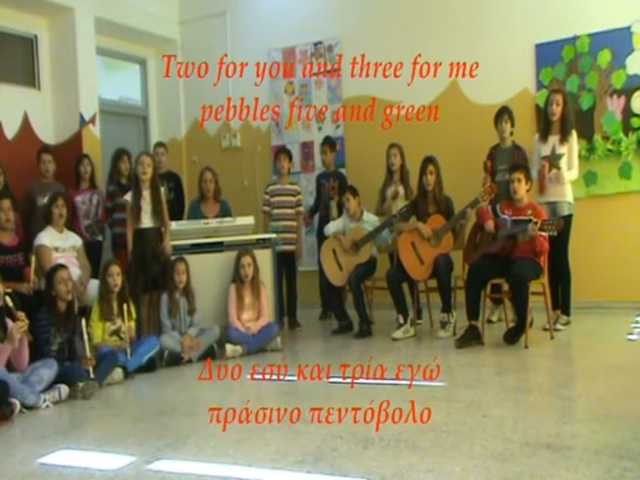 Two for you and three for me
pebbles five and green
Δυο εσύ και τρία εγώ
πράσινο πεντόβολο